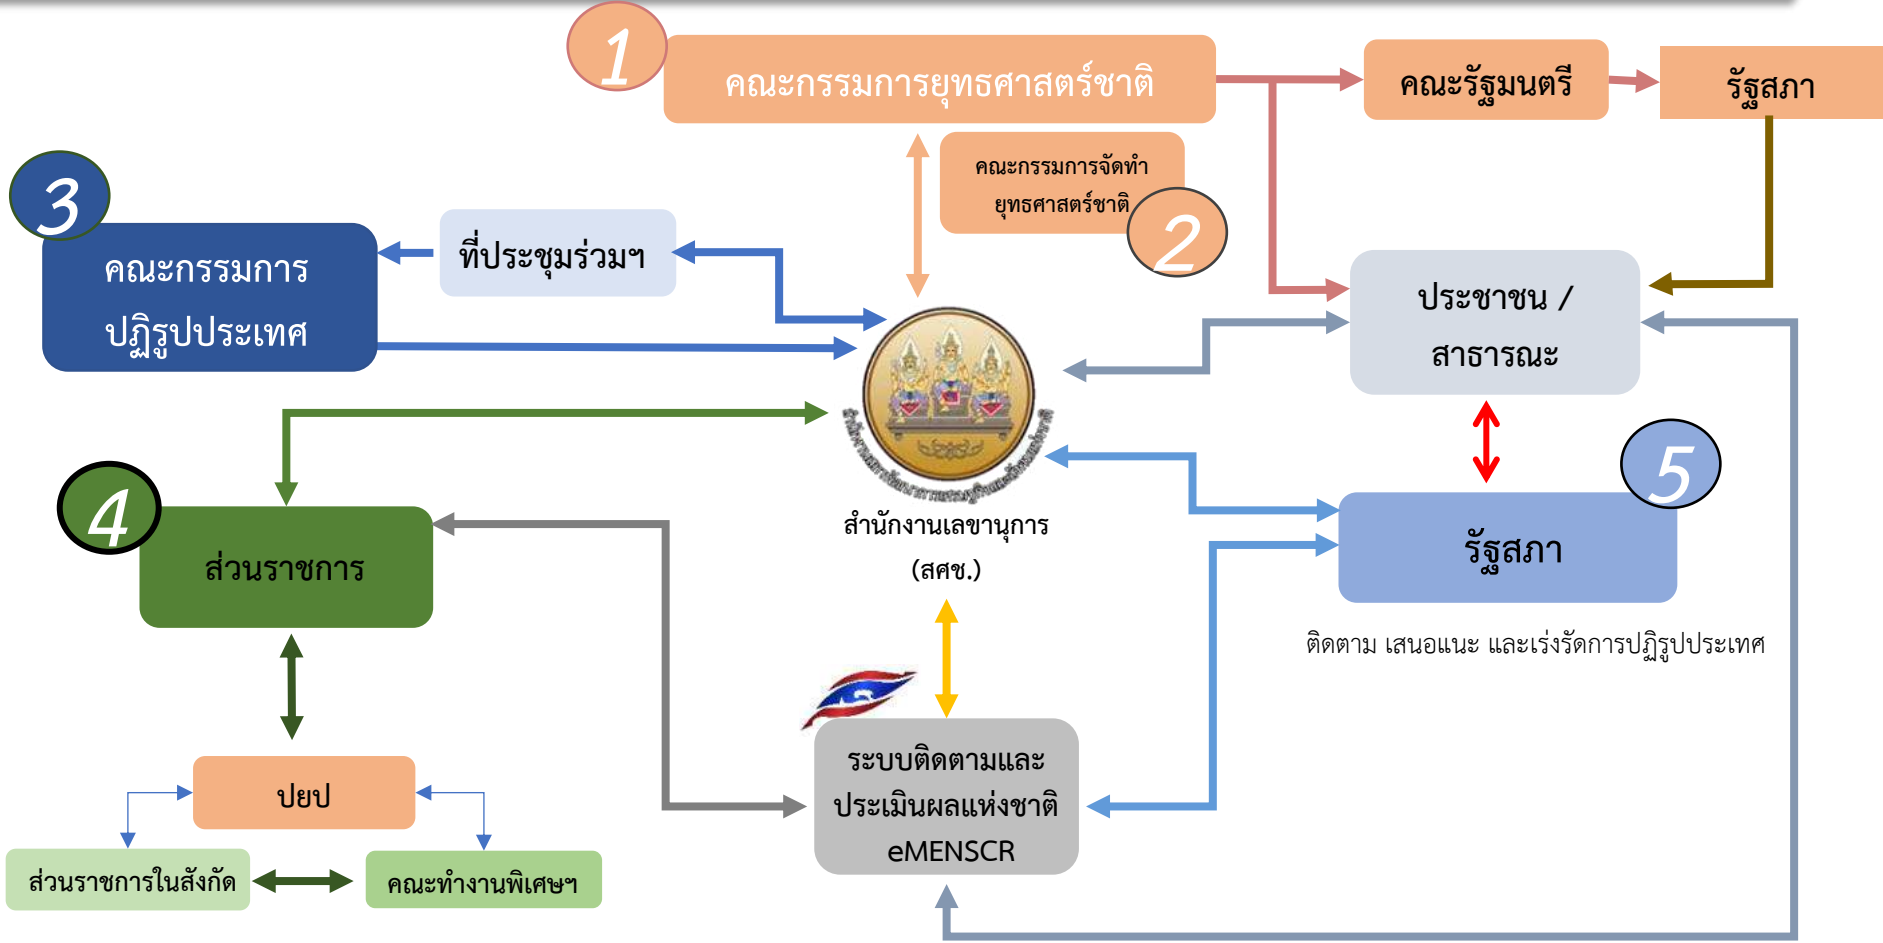 1
คณะกรรมการยุทธศาสตร์ชาติ
คณะรัฐมนตรี
รัฐสภา
คณะกรรมการจัดทำ
ยุทธศาสตร์ชาติ
2
3
คณะกรรมการ
ปฏิรูปประเทศ
ที่ประชุมร่วมฯ
ประชาชน /
สาธารณะ
4
ส่วนราชการ
สำนักงานเลขานุการ
(สศช.)
5
รัฐสภา
ติดตาม เสนอแนะ และเร่งรัดการปฏิรูปประเทศ
ระบบติดตามและ
ประเมินผลแห่งชาติ
eMENSCR
ปยป
ส่วนราชการในสังกัด
คณะทำงานพิเศษฯ